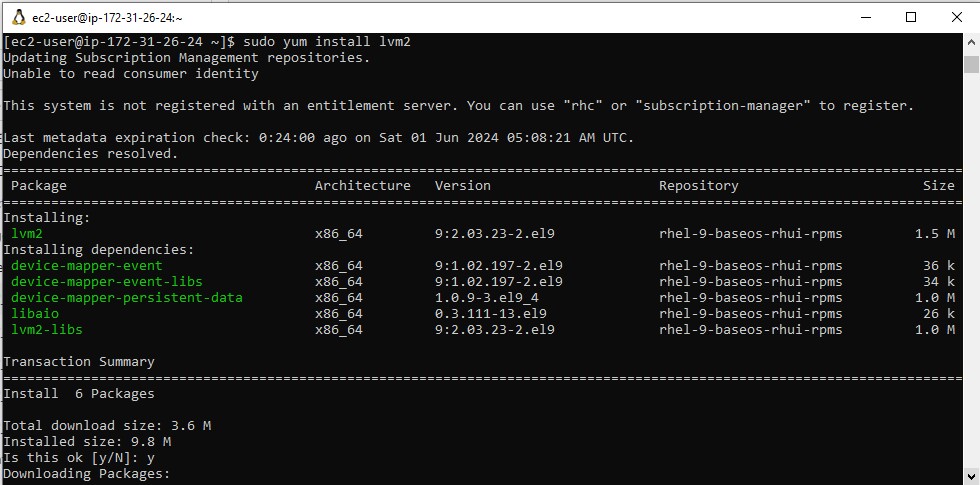 ec2-user@ip-172-31-26-24:~
[ec2-user@ip-172-31-26-24 ~]$ sudo yum install lvm2
Updating Subscription Management repositories.
Unable to read consumer identity
This system is not registered with an entitlement server. You can use "rhc" or "subscription-manager" to register.
Last metadata expiration check: 0:24:00 ago on Sat 01 Jun 2024 05:08:21 AM UTC.
Dependencies resolved.
================================================================================
Package Architecture Version Repository Size
================================================================================
Installing:
lvm2 x86_64 9:2.03.23-2.el9 rhel-9-baseos-rhui-rpms 1.5 M
Installing dependencies:
device-mapper-event x86_64 9:1.02.197-2.el9 rhel-9-baseos-rhui-rpms 36 k
device-mapper-event-libs x86_64 9:1.02.197-2.el9 rhel-9-baseos-rhui-rpms 34 k
device-mapper-persistent-data x86_64 1.0.9-3.el9_4 rhel-9-baseos-rhui-rpms 1.0 M
libaio x86_64 0.3.111-13.el9 rhel-9-baseos-rhui-rpms 26 k
lvm2-libs x86_64 9:2.03.23-2.el9 rhel-9-baseos-rhui-rpms 1.0 M
Transaction Summary
================================================================================
Install  6 Packages
Total download size: 3.6 M
Installed size: 9.8 M
Is this ok [y/N]: y
Downloading Packages: